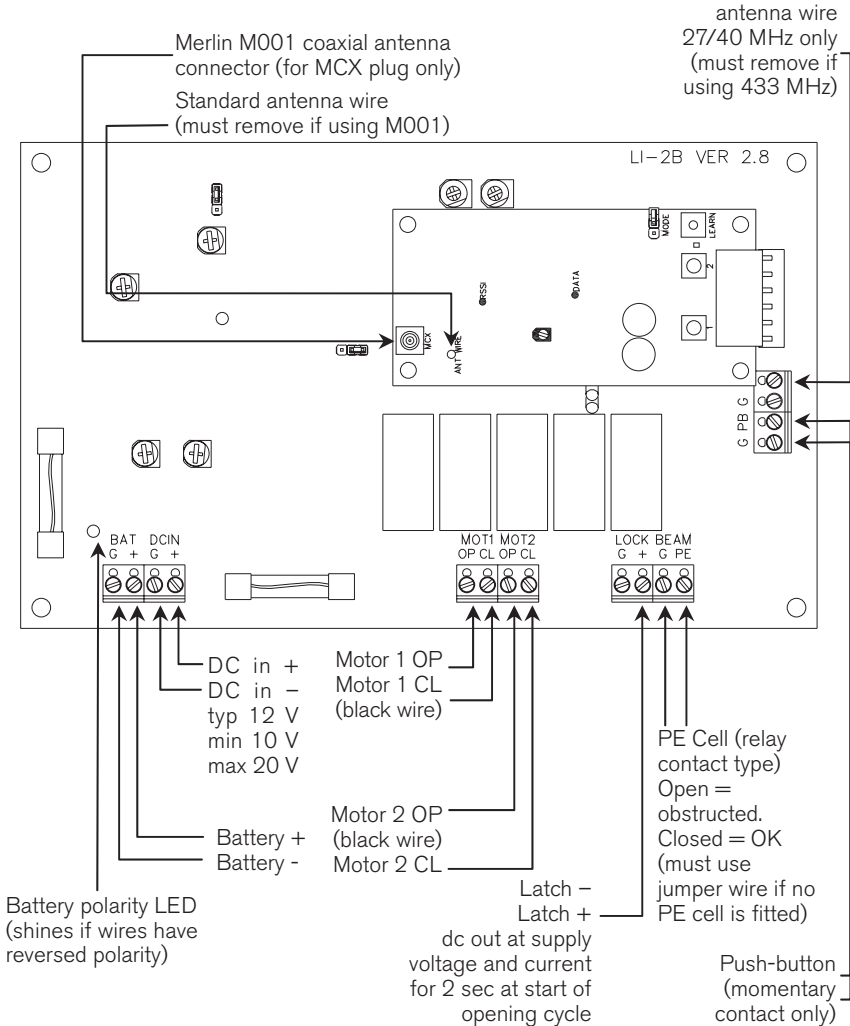 antenna wire
27/40 MHz only
(must remove if
using 433 MHz)
Merlin M001 coaxial antenna
connector (for MCX plug only)
Standard antenna wire
(must remove if using M001)
LI-2B VER 2.8
MODE
LEARN
2
1
RSSI
DATA
MCX
ANT WIRE
G
G PB
BAT DCIN
G + G +
MOT1 MOT2
OP CL OP CL
LOCK BEAM
G + G PE
DC in +
DC in –
typ 12 V
min 10 V
max 20 V
Motor 1 OP
Motor 1 CL
(black wire)
PE Cell (relay
contact type)
Open =
obstructed.
Closed = OK
(must use
jumper wire if no
PE cell is fitted)
Battery +
Battery -
Motor 2 OP
(black wire)
Motor 2 CL
Battery polarity LED
(shines if wires have
reversed polarity)
Latch –
Latch +
dc out at supply
voltage and current
for 2 sec at start of
opening cycle
Push-button
(momentary
contact only)